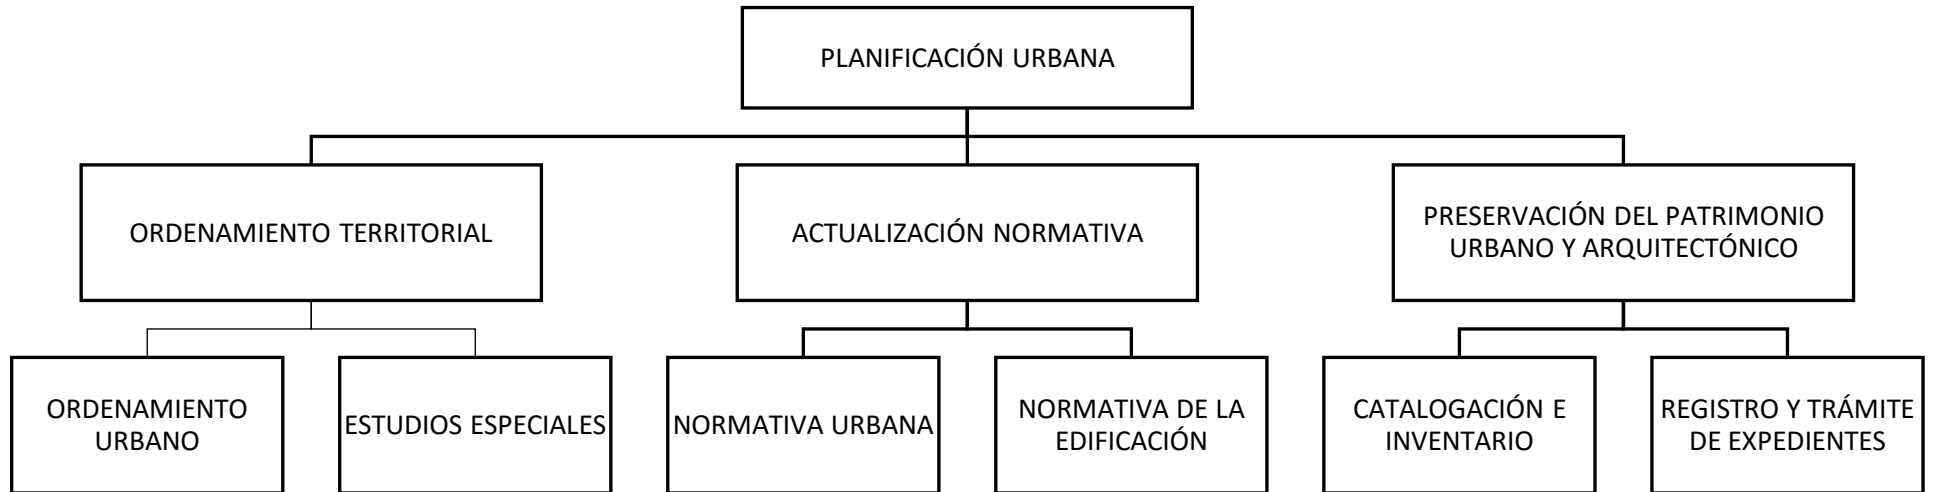 PLANIFICACIÓN URBANA
ORDENAMIENTO TERRITORIAL
ACTUALIZACIÓN NORMATIVA
PRESERVACIÓN DEL PATRIMONIO
URBANO Y ARQUITECTÓNICO
ORDENAMIENTO
URBANO
ESTUDIOS ESPECIALES
NORMATIVA URBANA
NORMATIVA DE LA
EDIFICACIÓN
CATALOGACIÓN E
INVENTARIO
REGISTRO Y TRÁMITE
DE EXPEDIENTES